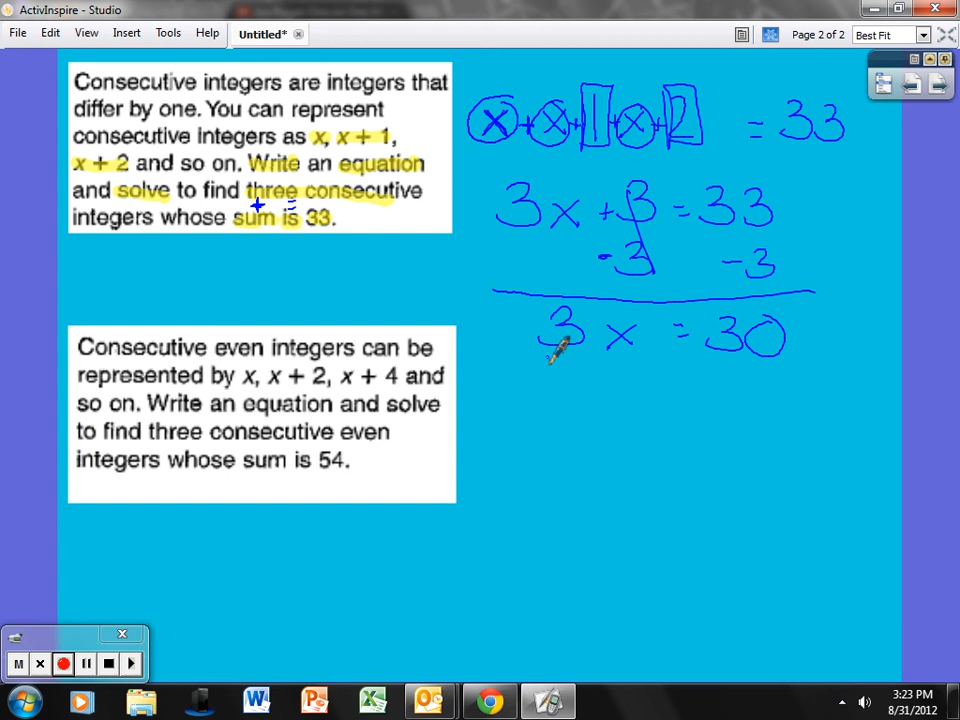 ActivInspire - Studio
File Edit View Insert Tools Help Untitled* Page 2 of 2 Best Fit
Consecutive integers are integers that
differ by one. You can represent
consecutive integers as x, x + 1,
x + 2 and so on. Write an equation
and solve to find three consecutive
integers whose sum is 33.
+ =
x + x + 1 + x + 2 = 33
3x + 3 = 33
-3 -3
3x = 30
Consecutive even integers can be
represented by x, x + 2, x + 4 and
so on. Write an equation and solve
to find three consecutive even
integers whose sum is 54.
M
3:23 PM
8/31/2012